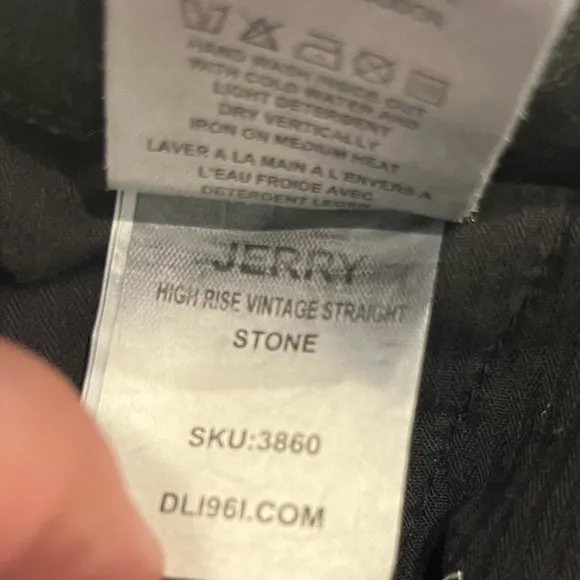 HAND WASH INSIDE OUT
WITH COLD WATER AND
LIGHT DETERGENT
DRY VERTICALLY
IRON ON MEDIUM HEAT
LAVER A LA MAIN A L'ENVERS A
L'EAU FROIDE AVEC
DETERGENT
JERRY
HIGH RISE VINTAGE STRAIGHT
STONE
SKU:3860
DL1961.COM